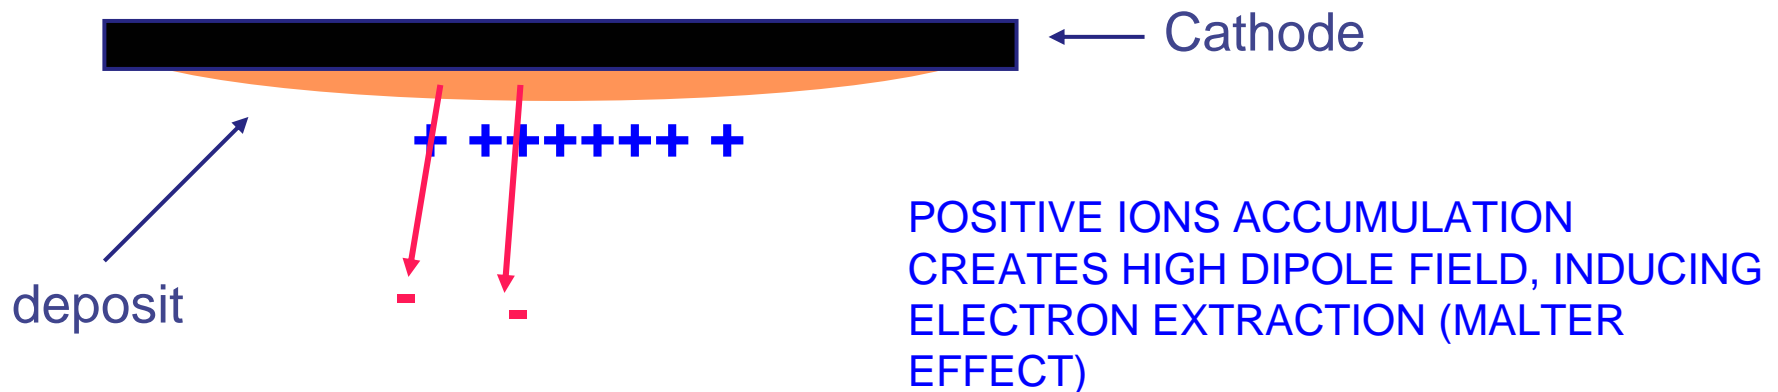 Cathode
+ ++++++ +
deposit
- -
POSITIVE IONS ACCUMULATION
CREATES HIGH DIPOLE FIELD, INDUCING
ELECTRON EXTRACTION (MALTER
EFFECT)